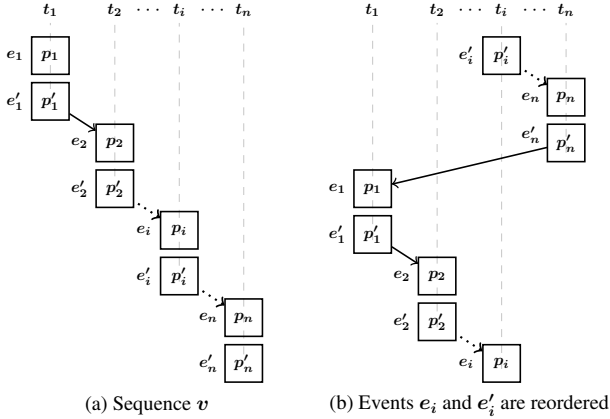 t₁ t₂ ⋯ tᵢ ⋯ tₙ
e₁ p₁
e′₁ p′₁
e₂ p₂
e′₂ p′₂
eᵢ pᵢ
e′ᵢ p′ᵢ
eₙ pₙ
e′ₙ p′ₙ
(a) Sequence v
t₁ t₂ ⋯ tᵢ ⋯ tₙ
e′ᵢ p′ᵢ
eₙ pₙ
e′ₙ p′ₙ
e₁ p₁
e′₁ p′₁
e₂ p₂
e′₂ p′₂
eᵢ pᵢ
(b) Events eᵢ and e′ᵢ are reordered